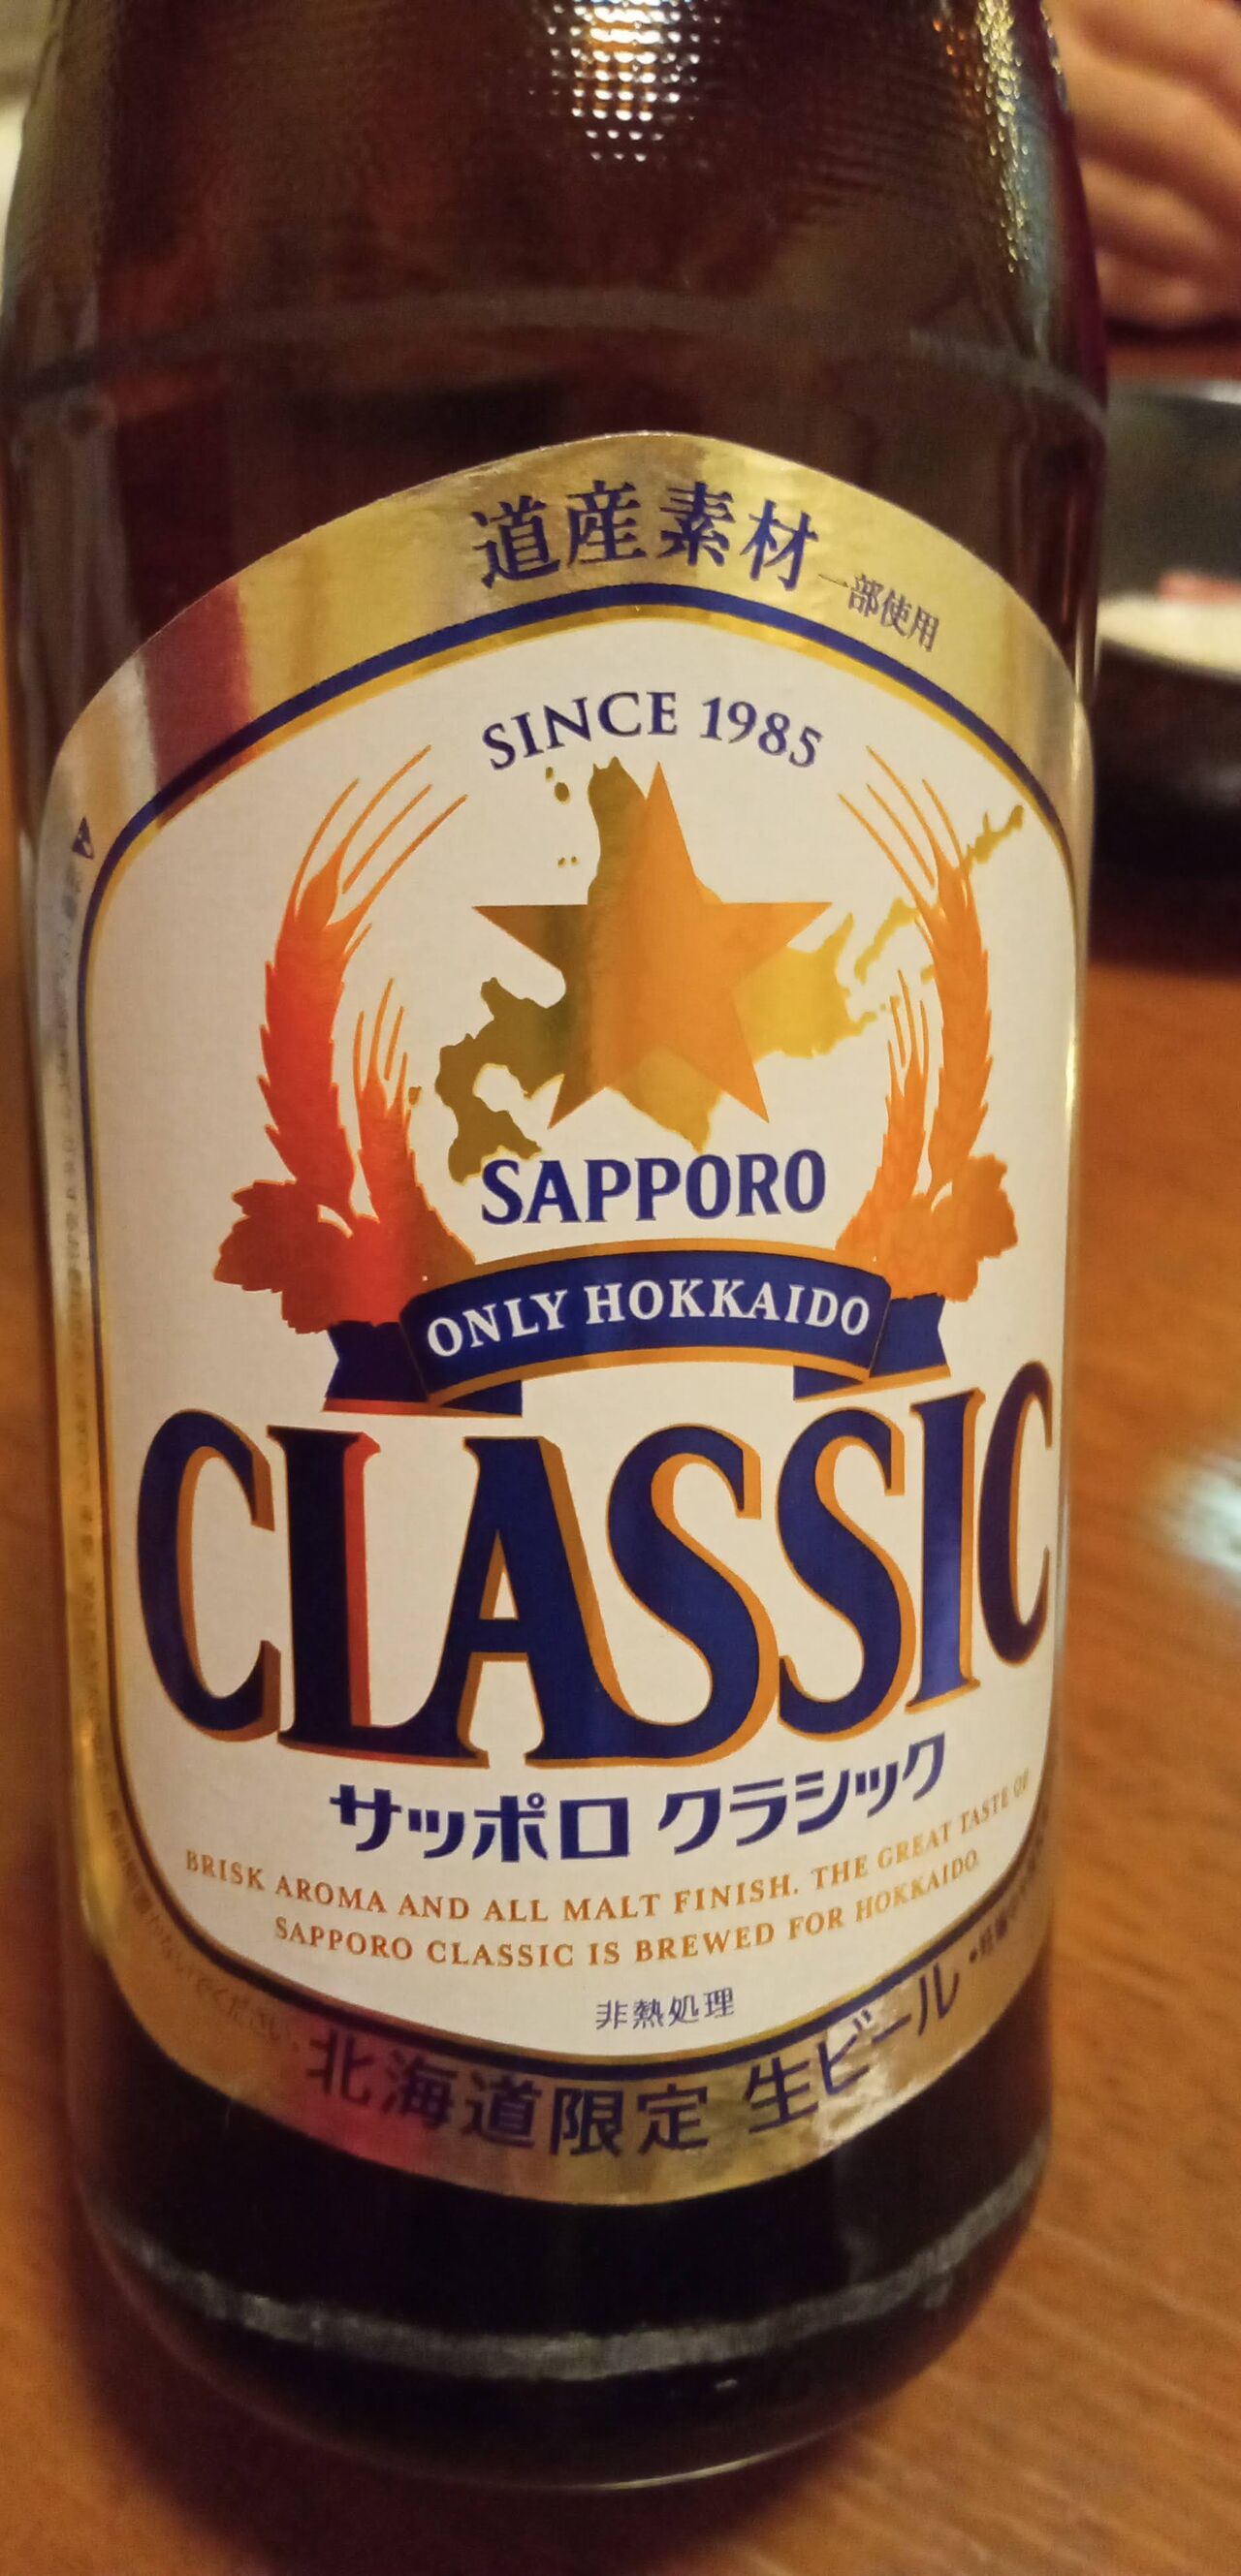 道産素材 一部使用
SINCE 1985
SAPPORO
ONLY HOKKAIDO
CLASSIC
サッポロ クラシック
BRISK AROMA AND ALL MALT FINISH. THE GREAT TASTE OF
SAPPORO CLASSIC IS BREWED FOR HOKKAIDO.
非熱処理
北海道限定 生ビール